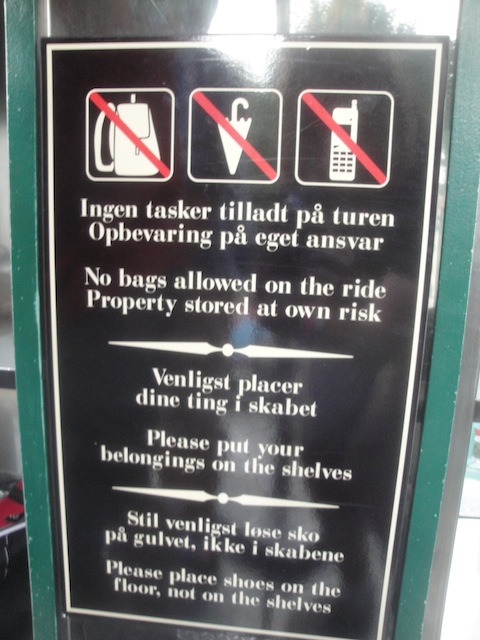 Ingen tasker tilladt på turen
Opbevaring på eget ansvar
No bags allowed on the ride
Property stored at own risk
Venligst placer
dine ting i skabet
Please put your
belongings on the shelves
Stil venligst løse sko
på gulvet, ikke i skabene
Please place shoes on the
floor, not on the shelves